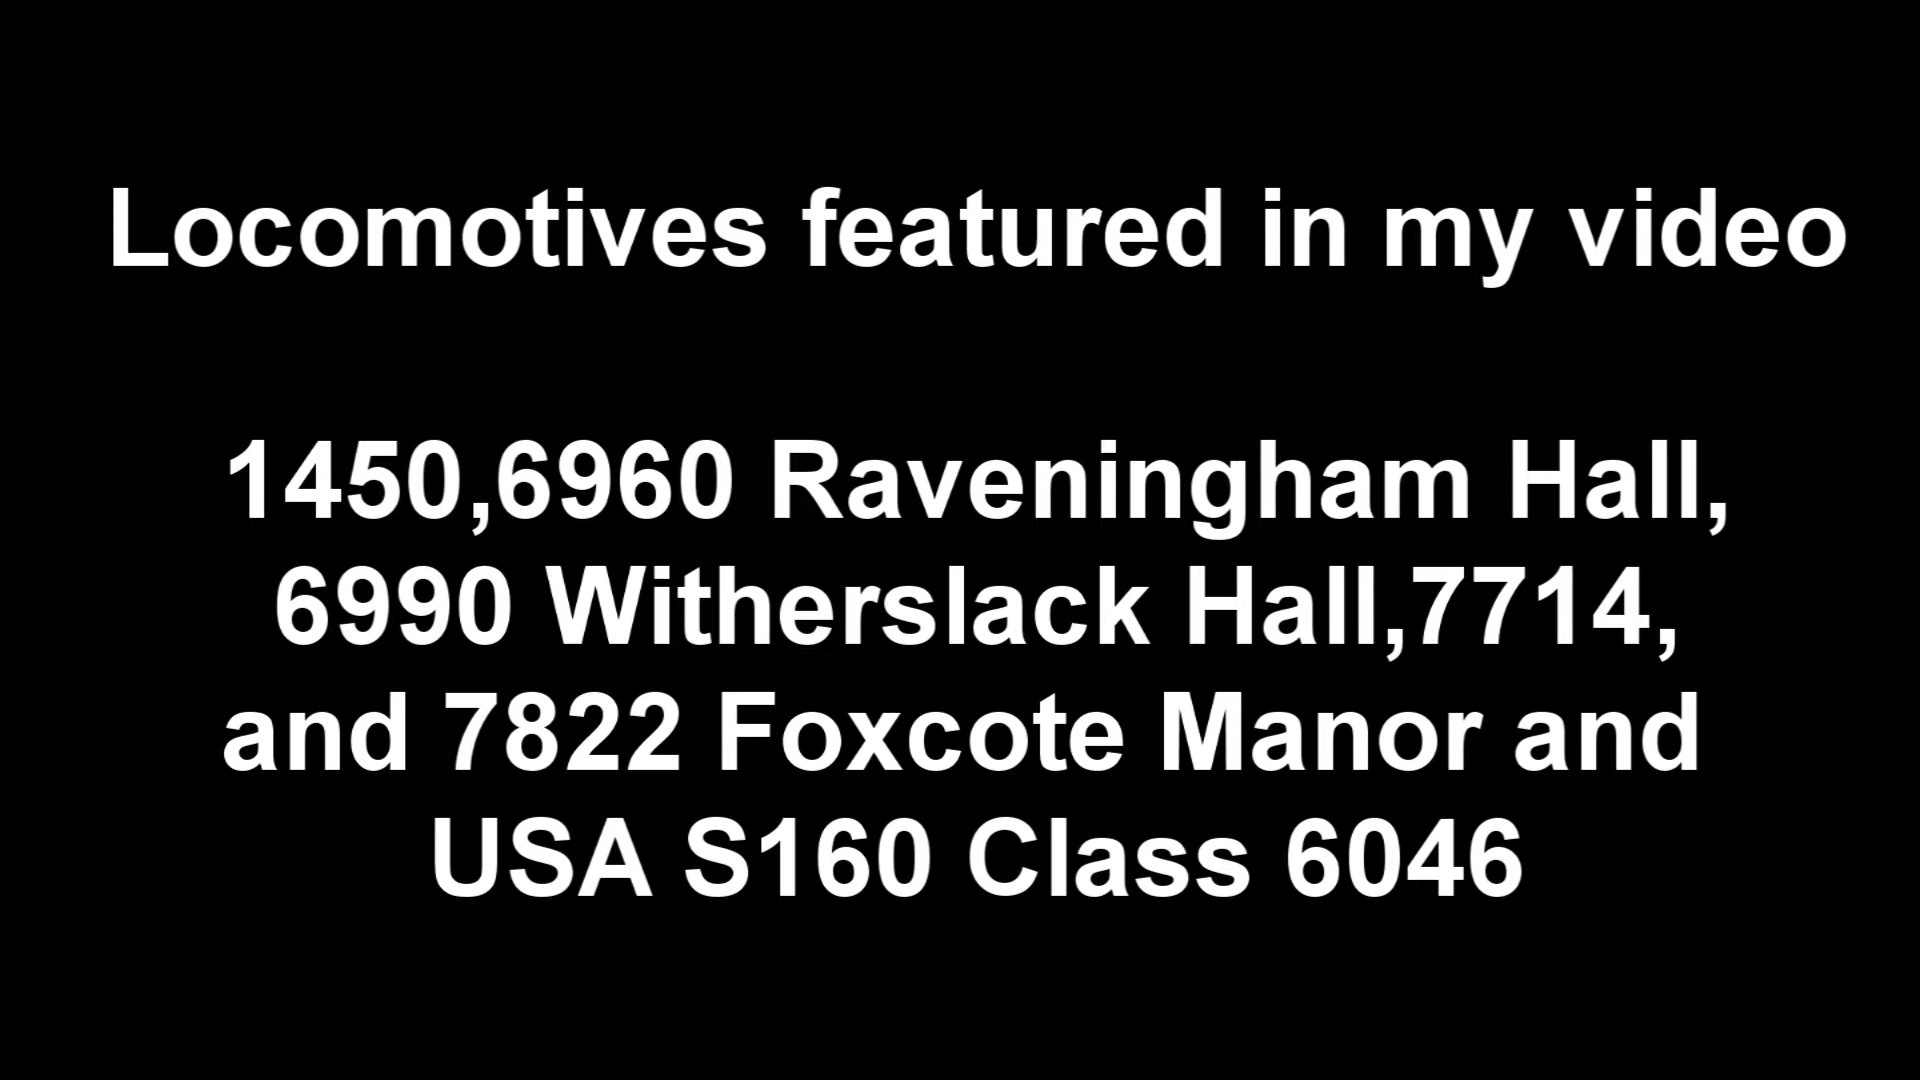 Locomotives featured in my video
1450,6960 Raveningham Hall,
6990 Witherslack Hall,7714,
and 7822 Foxcote Manor and
USA S160 Class 6046